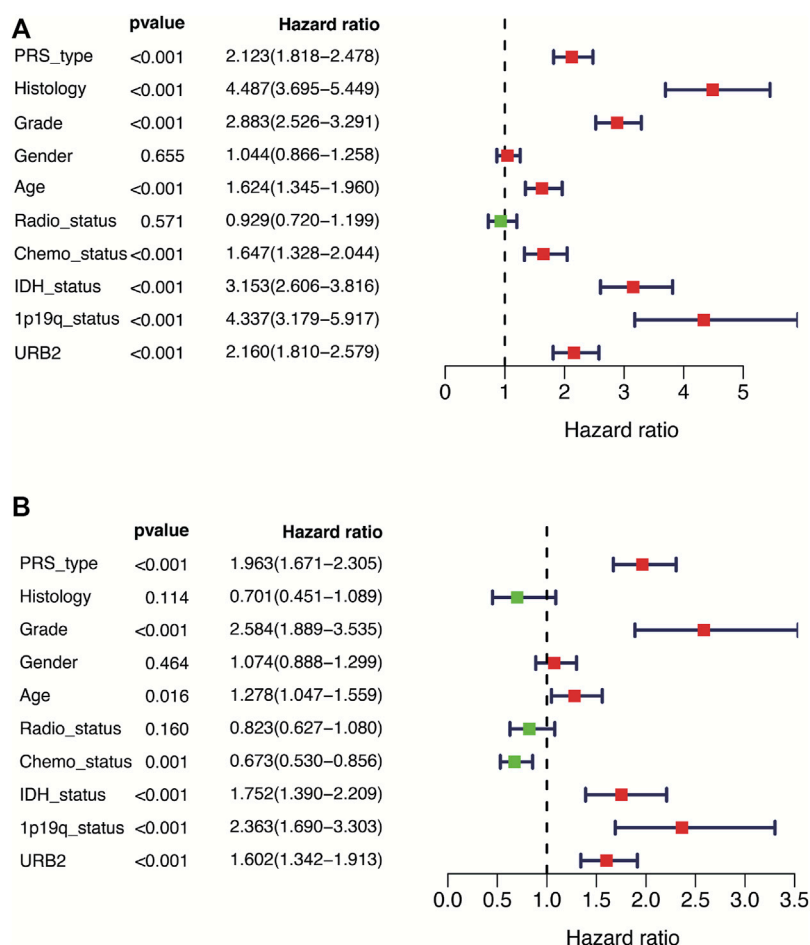 A
pvalue Hazard ratio
PRS_type <0.001 2.123(1.818−2.478)
Histology <0.001 4.487(3.695−5.449)
Grade <0.001 2.883(2.526−3.291)
Gender 0.655 1.044(0.866−1.258)
Age <0.001 1.624(1.345−1.960)
Radio_status 0.571 0.929(0.720−1.199)
Chemo_status <0.001 1.647(1.328−2.044)
IDH_status <0.001 3.153(2.606−3.816)
1p19q_status <0.001 4.337(3.179−5.917)
URB2 <0.001 2.160(1.810−2.579)
0 1 2 3 4 5
Hazard ratio
B
pvalue Hazard ratio
PRS_type <0.001 1.963(1.671−2.305)
Histology 0.114 0.701(0.451−1.089)
Grade <0.001 2.584(1.889−3.535)
Gender 0.464 1.074(0.888−1.299)
Age 0.016 1.278(1.047−1.559)
Radio_status 0.160 0.823(0.627−1.080)
Chemo_status 0.001 0.673(0.530−0.856)
IDH_status <0.001 1.752(1.390−2.209)
1p19q_status <0.001 2.363(1.690−3.303)
URB2 <0.001 1.602(1.342−1.913)
0.0 0.5 1.0 1.5 2.0 2.5 3.0 3.5
Hazard ratio